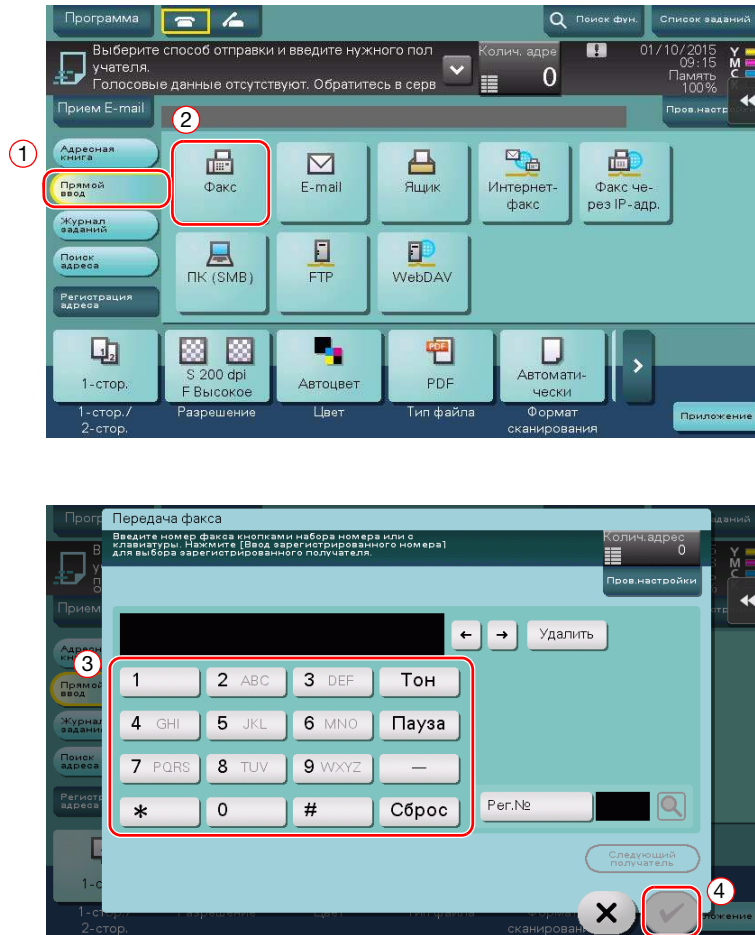 Программа
Поиск фун.
Список заданий
Выберите способ отправки и введите нужного пол
учателя.
Голосовые данные отсутствуют. Обратитесь в серв
Колич. адре
0
01/10/2015
09:15
Память
100%
Y
M
C
K
Прием E-mail
Пров.настр
2
1
Адресная
книга
Прямой
ввод
Журнал
заданий
Поиск
адреса
Регистрация
адреса
Факс
E-mail
Ящик
Интернет-
факс
Факс че-
рез IP-адр.
ПК (SMB)
FTP
WebDAV
1-стор.
S 200 dpi
F Высокое
Автоцвет
PDF
Автомати-
чески
1-стор./
2-стор.
Разрешение
Цвет
Тип файла
Формат
сканирования
Приложение
Передача факса
Введите номер факса кнопками набора номера или с
клавиатуры. Нажмите [Ввод зарегистрированного номера]
для выбора зарегистрированного получателя.
Колич.адрес
0
Пров.настройки
Удалить
3
1
2 ABC
3 DEF
Тон
4 GHI
5 JKL
6 MNO
Пауза
7 PQRS
8 TUV
9 WXYZ
—
*
0
#
Сброс
Рег.№
Следующий
получатель
4